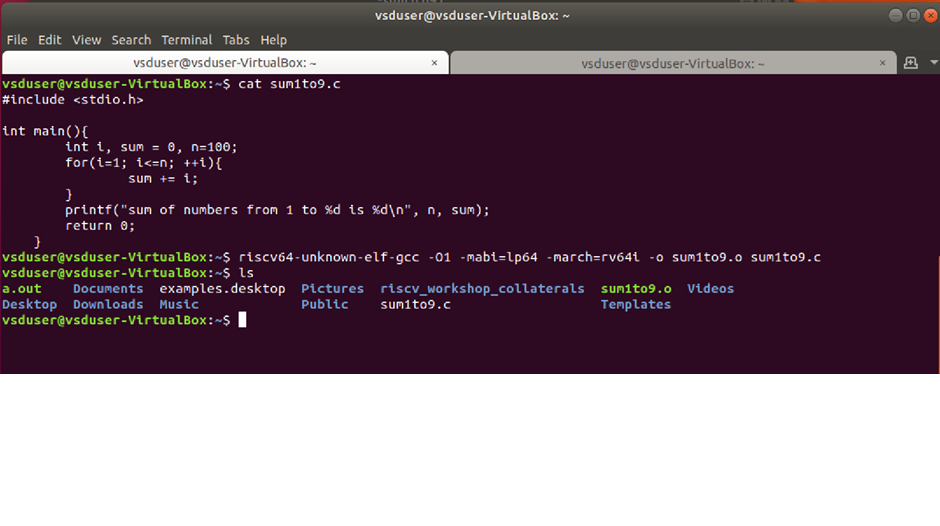 vsduser@vsduser-VirtualBox: ~
File Edit View Search Terminal Tabs Help
vsduser@vsduser-VirtualBox: ~ × vsduser@vsduser-VirtualBox: ~ ×
vsduser@vsduser-VirtualBox:~$ cat sum1to9.c
#include <stdio.h>

int main(){
        int i, sum = 0, n=100;
        for(i=1; i<=n; ++i){
                sum += i;
        }
        printf("sum of numbers from 1 to %d is %d\n", n, sum);
        return 0;
    }
vsduser@vsduser-VirtualBox:~$ riscv64-unknown-elf-gcc -O1 -mabi=lp64 -march=rv64i -o sum1to9.o sum1to9.c
vsduser@vsduser-VirtualBox:~$ ls
a.out    Documents  examples.desktop  Pictures  riscv_workshop_collaterals  sum1to9.o  Videos
Desktop  Downloads  Music             Public    sum1to9.c                   Templates
vsduser@vsduser-VirtualBox:~$